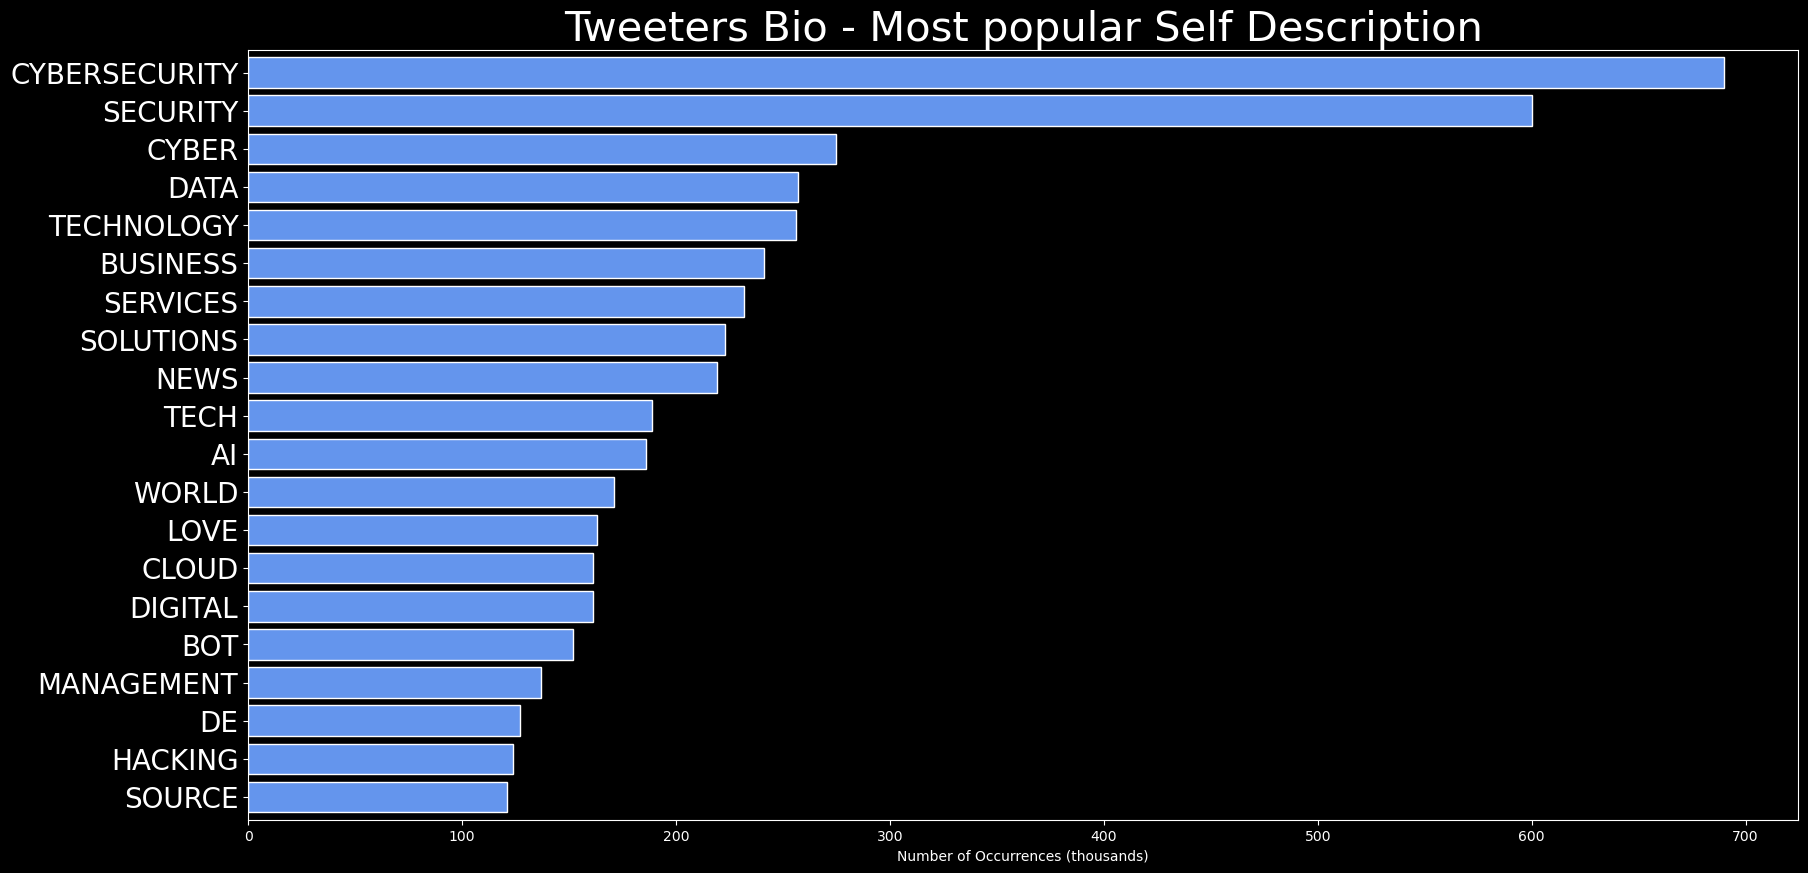 Tweeters Bio - Most popular Self Description
CYBERSECURITY
SECURITY
CYBER
DATA
TECHNOLOGY
BUSINESS
SERVICES
SOLUTIONS
NEWS
TECH
AI
WORLD
LOVE
CLOUD
DIGITAL
BOT
MANAGEMENT
DE
HACKING
SOURCE
0 100 200 300 400 500 600 700
Number of Occurrences (thousands)